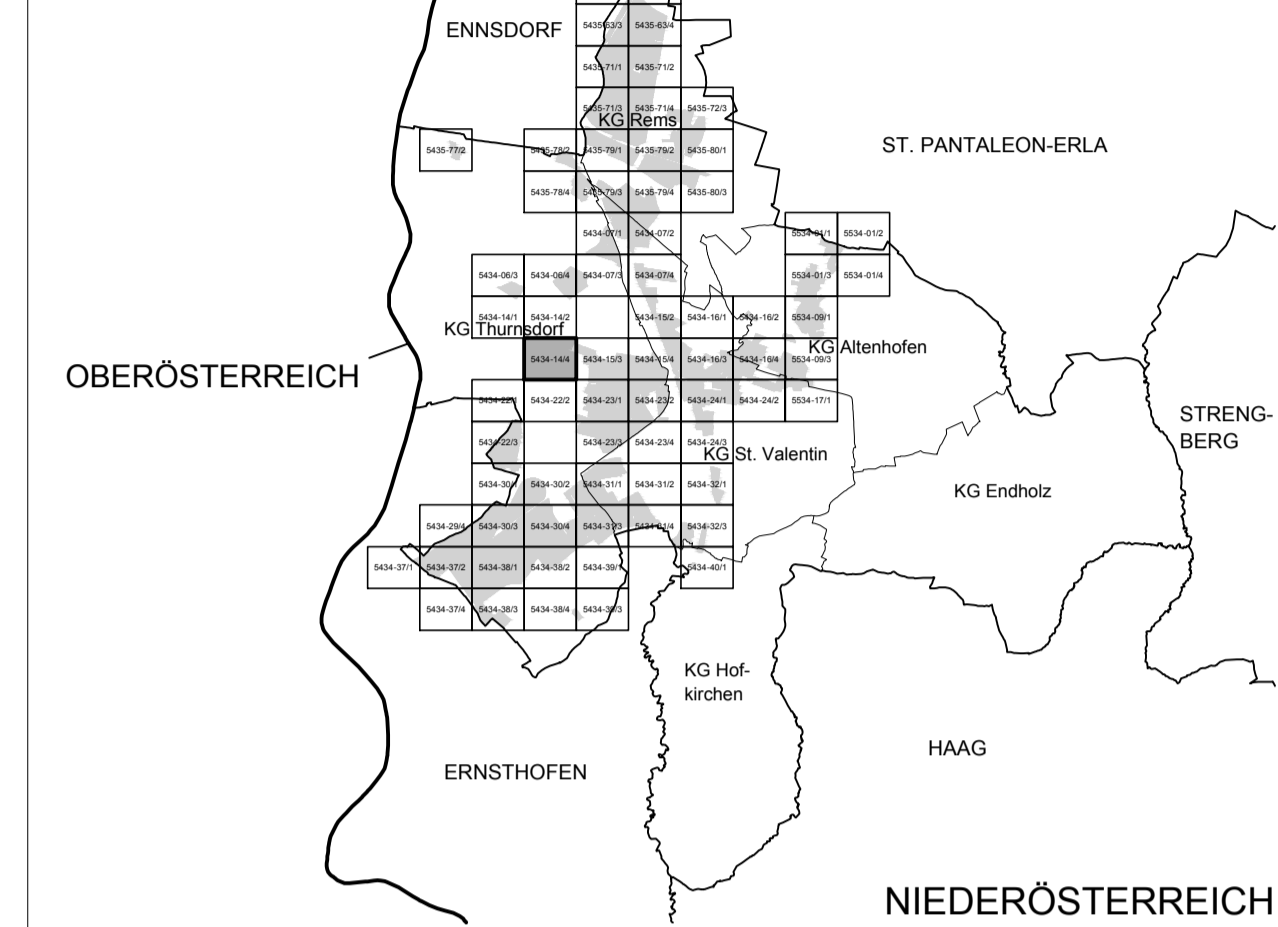 ENNSDORF
5435-63/3 5435-63/4
5435-71/1 5435-71/2
5435-71/3 5435-71/4 5435-72/3
KG Rems
ST. PANTALEON-ERLA
5435-77/2 5435-78/2 5435-79/1 5435-79/2 5435-80/1
5435-78/4 5435-79/3 5435-79/4 5435-80/3
5434-07/1 5434-07/2 5534-01/1 5534-01/2
5434-06/3 5434-06/4 5434-07/3 5434-07/4 5534-01/3 5534-01/4
5434-14/1 5434-14/2 5434-15/2 5434-16/1 5434-16/2 5534-09/1
KG Thurnsdorf
KG Altenhofen
5434-14/4 5434-15/3 5434-15/4 5434-16/3 5434-16/4 5534-09/3
OBERÖSTERREICH
5434-22/1 5434-22/2 5434-23/1 5434-23/2 5434-24/1 5434-24/2 5534-17/1
STRENG-
BERG
5434-22/3 5434-23/3 5434-23/4 5434-24/3
KG St. Valentin
5434-30/1 5434-30/2 5434-31/1 5434-31/2 5434-32/1
KG Endholz
5434-29/4 5434-30/3 5434-30/4 5434-31/3 5434-31/4 5434-32/3
5434-37/1 5434-37/2 5434-38/1 5434-38/2 5434-39/1 5434-40/1
5434-37/4 5434-38/3 5434-38/4 5434-39/3
KG Hof-
kirchen
HAAG
ERNSTHOFEN
NIEDERÖSTERREICH